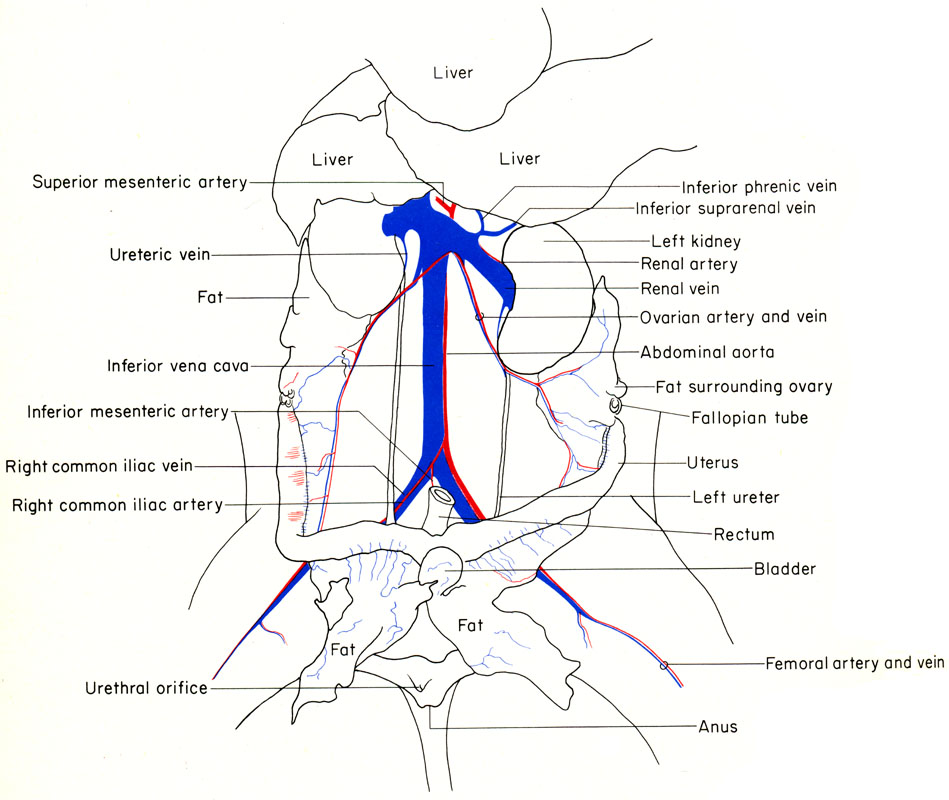 Liver
Liver
Liver
Superior mesenteric artery
Inferior phrenic vein
Inferior suprarenal vein
Left kidney
Ureteric vein
Renal artery
Renal vein
Fat
Ovarian artery and vein
Abdominal aorta
Inferior vena cava
Fat surrounding ovary
Inferior mesenteric artery
Fallopian tube
Right common iliac vein
Uterus
Left ureter
Right common iliac artery
Rectum
Bladder
Fat
Fat
Femoral artery and vein
Urethral orifice
Anus